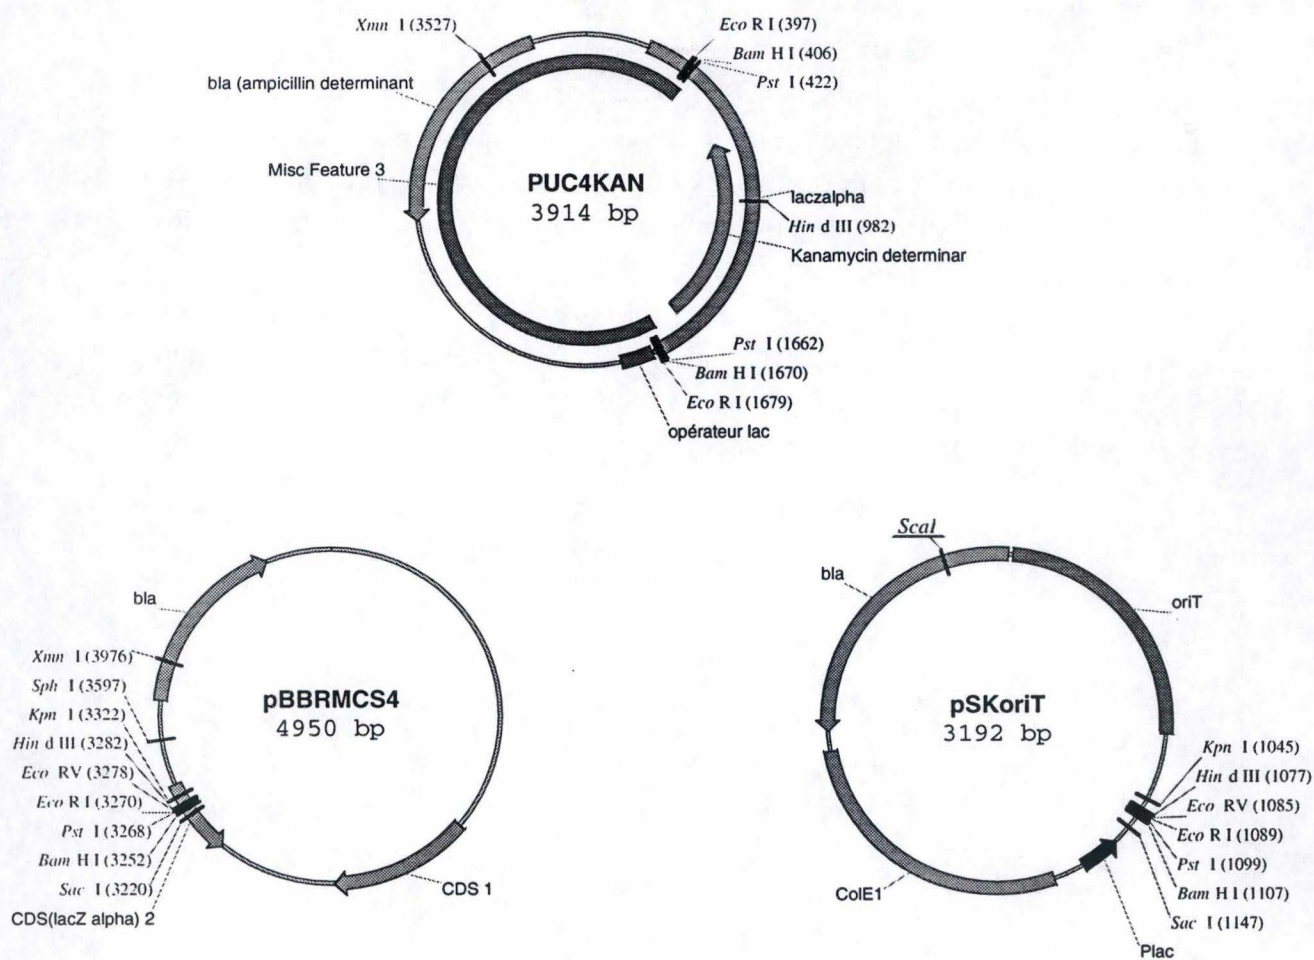 Xmn I (3527)
Eco R I (397)
Bam H I (406)
Pst I (422)
bla (ampicillin determinant
Misc Feature 3
PUC4KAN
3914 bp
laczalpha
Hin d III (982)
Kanamycin determinar
Pst I (1662)
Bam H I (1670)
Eco R I (1679)
opérateur lac
bla
Xmn I (3976)
Sph I (3597)
Kpn I (3322)
Hin d III (3282)
Eco RV (3278)
Eco R I (3270)
Pst I (3268)
Bam H I (3252)
Sac I (3220)
CDS(lacZ alpha) 2
pBBRMCS4
4950 bp
CDS 1
ScaI
bla
oriT
pSKoriT
3192 bp
Kpn I (1045)
Hin d III (1077)
Eco RV (1085)
Eco R I (1089)
Pst I (1099)
Bam H I (1107)
Sac I (1147)
ColE1
Plac